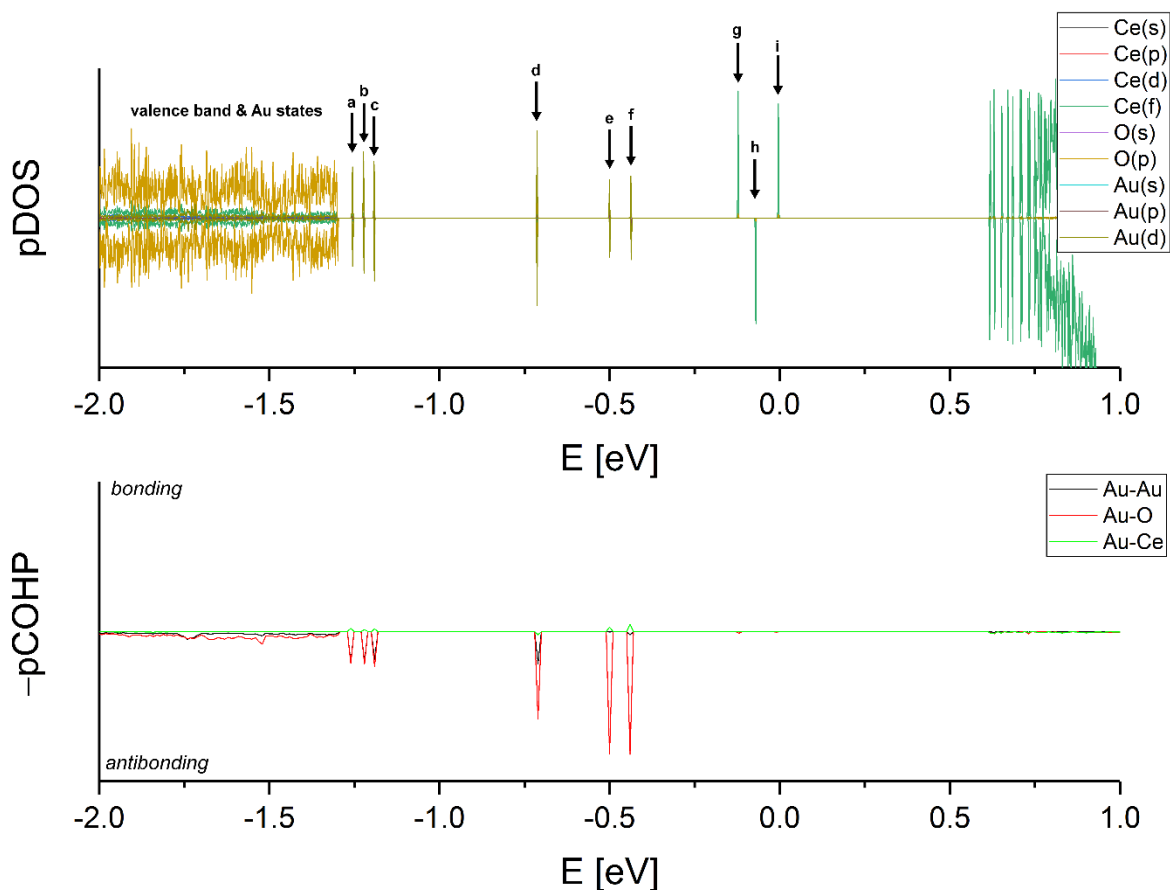 g
i
Ce(s)
Ce(p)
Ce(d)
Ce(f)
O(s)
O(p)
Au(s)
Au(p)
Au(d)
valence band & Au states
a
b
c
d
e
f
h
pDOS
-2.0 -1.5 -1.0 -0.5 0.0 0.5 1.0
E [eV]
bonding
Au-Au
Au-O
Au-Ce
−pCOHP
antibonding
-2.0 -1.5 -1.0 -0.5 0.0 0.5 1.0
E [eV]